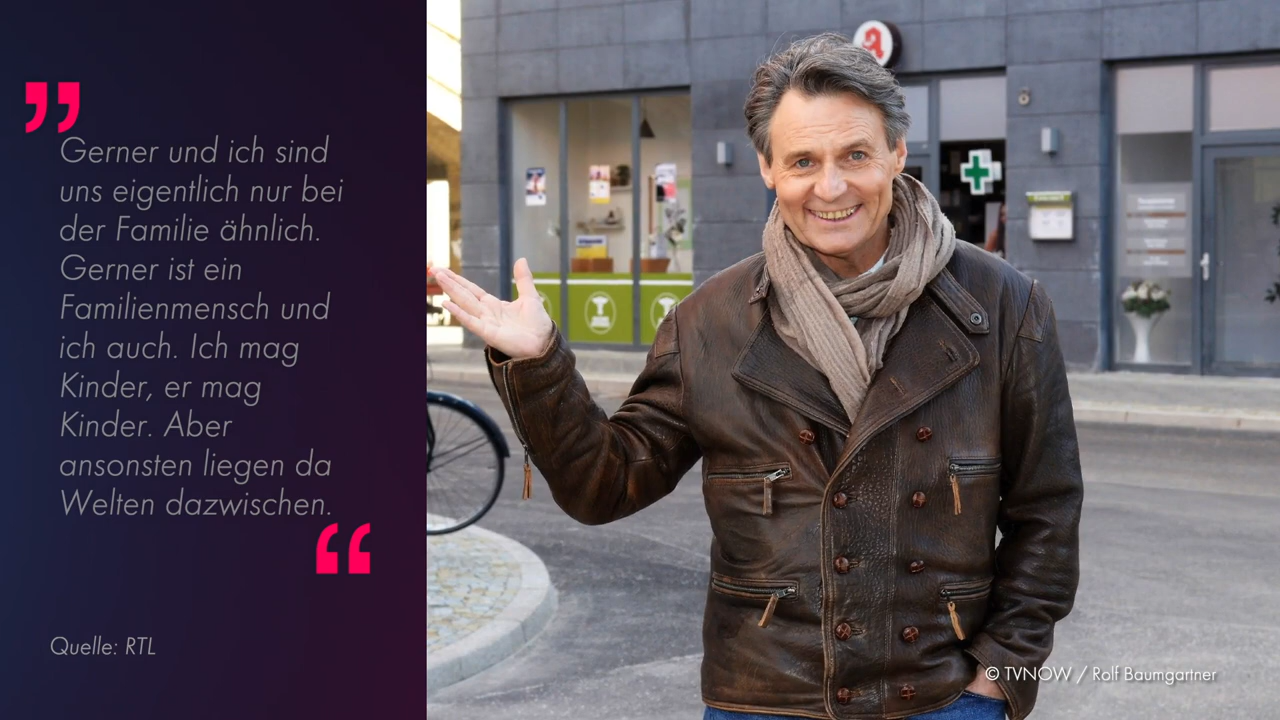 „
Gerner und ich sind
uns eigentlich nur bei
der Familie ähnlich.
Gerner ist ein
Familienmensch und
ich auch. Ich mag
Kinder, er mag
Kinder. Aber
ansonsten liegen da
Welten dazwischen.
“
Quelle: RTL
A
© TVNOW / Rolf Baumgartner